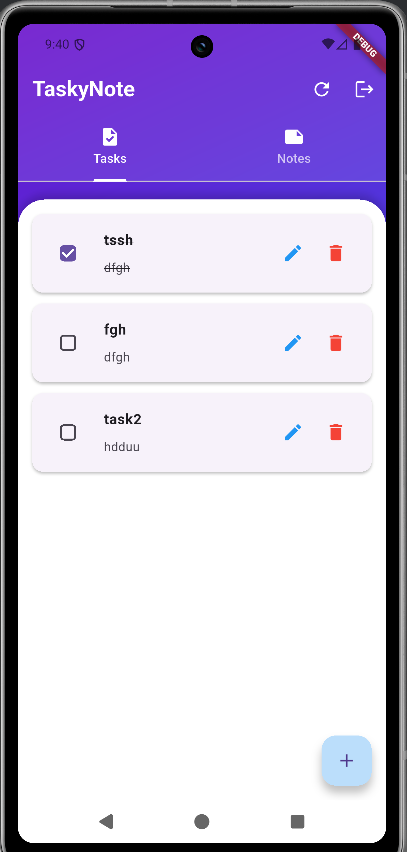 9:40
DEBUG
TaskyNote
Tasks
Notes
tssh
dfgh
fgh
dfgh
task2
hdduu